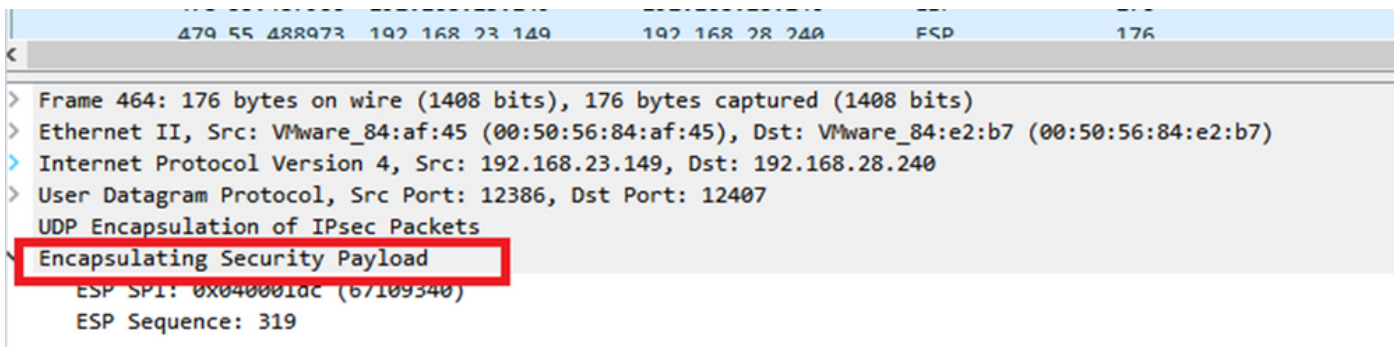 479 55.488973 192.168.23.149 192.168.28.240 ESP 176
Frame 464: 176 bytes on wire (1408 bits), 176 bytes captured (1408 bits)
Ethernet II, Src: VMware_84:af:45 (00:50:56:84:af:45), Dst: VMware_84:e2:b7 (00:50:56:84:e2:b7)
Internet Protocol Version 4, Src: 192.168.23.149, Dst: 192.168.28.240
User Datagram Protocol, Src Port: 12386, Dst Port: 12407
UDP Encapsulation of IPsec Packets
Encapsulating Security Payload
ESP SPI: 0x040001dc (67109340)
ESP Sequence: 319